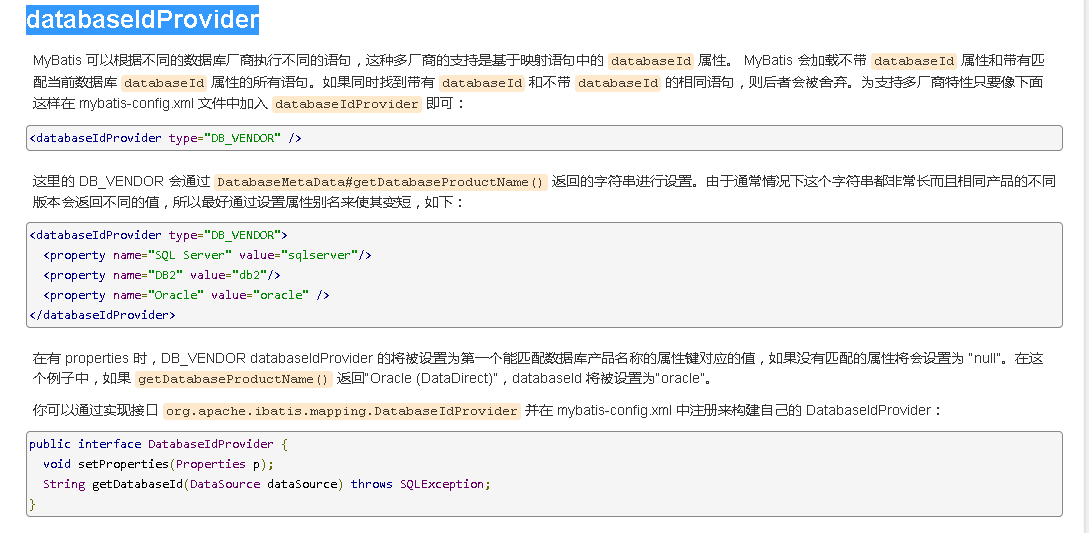 databaseIdProvider
MyBatis 可以根据不同的数据库厂商执行不同的语句，这种多厂商的支持是基于映射语句中的 databaseId 属性。 MyBatis 会加载不带 databaseId 属性和带有匹
配当前数据库 databaseId 属性的所有语句。如果同时找到带有 databaseId 和不带 databaseId 的相同语句，则后者会被舍弃。为支持多厂商特性只要像下面
这样在 mybatis-config.xml 文件中加入 databaseIdProvider 即可：
<databaseIdProvider type="DB_VENDOR" />
这里的 DB_VENDOR 会通过 DatabaseMetaData#getDatabaseProductName() 返回的字符串进行设置。由于通常情况下这个字符串都非常长而且相同产品的不同
版本会返回不同的值，所以最好通过设置属性别名来使其变短，如下：
<databaseIdProvider type="DB_VENDOR">
  <property name="SQL Server" value="sqlserver"/>
  <property name="DB2" value="db2"/>
  <property name="Oracle" value="oracle" />
</databaseIdProvider>
在有 properties 时，DB_VENDOR databaseIdProvider 的将被设置为第一个能匹配数据库产品名称的属性键对应的值，如果没有匹配的属性将会设置为 "null"。在这
个例子中，如果 getDatabaseProductName() 返回"Oracle (DataDirect)"，databaseId 将被设置为"oracle"。
你可以通过实现接口 org.apache.ibatis.mapping.DatabaseIdProvider 并在 mybatis-config.xml 中注册来构建自己的 DatabaseIdProvider：
public interface DatabaseIdProvider {
  void setProperties(Properties p);
  String getDatabaseId(DataSource dataSource) throws SQLException;
}